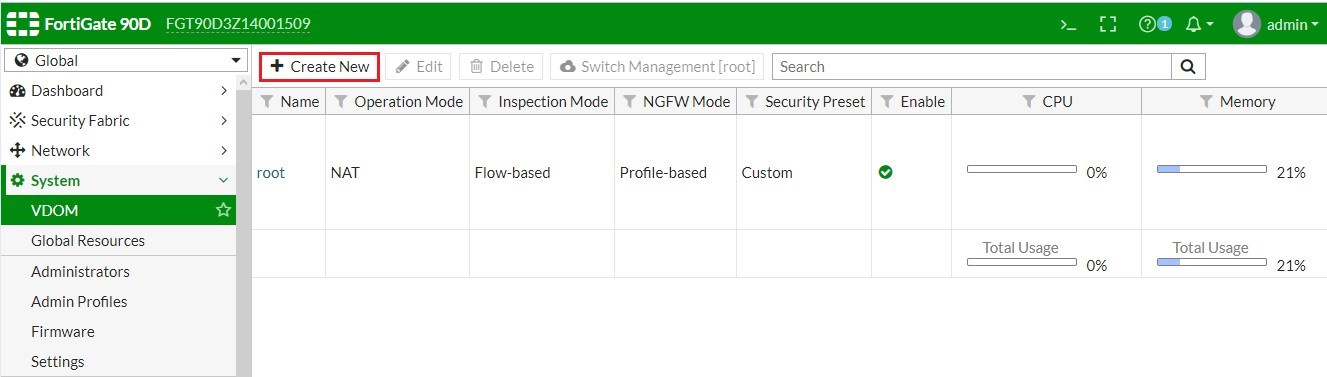 FortiGate 90D FGT90D3Z14001509 >_ 1 admin
Global
+ Create New Edit Delete Switch Management [root] Search
Dashboard
Security Fabric
Network
System
VDOM
Global Resources
Administrators
Admin Profiles
Firmware
Settings
Name Operation Mode Inspection Mode NGFW Mode Security Preset Enable CPU Memory
root NAT Flow-based Profile-based Custom 0% 21%
Total Usage Total Usage
0% 21%